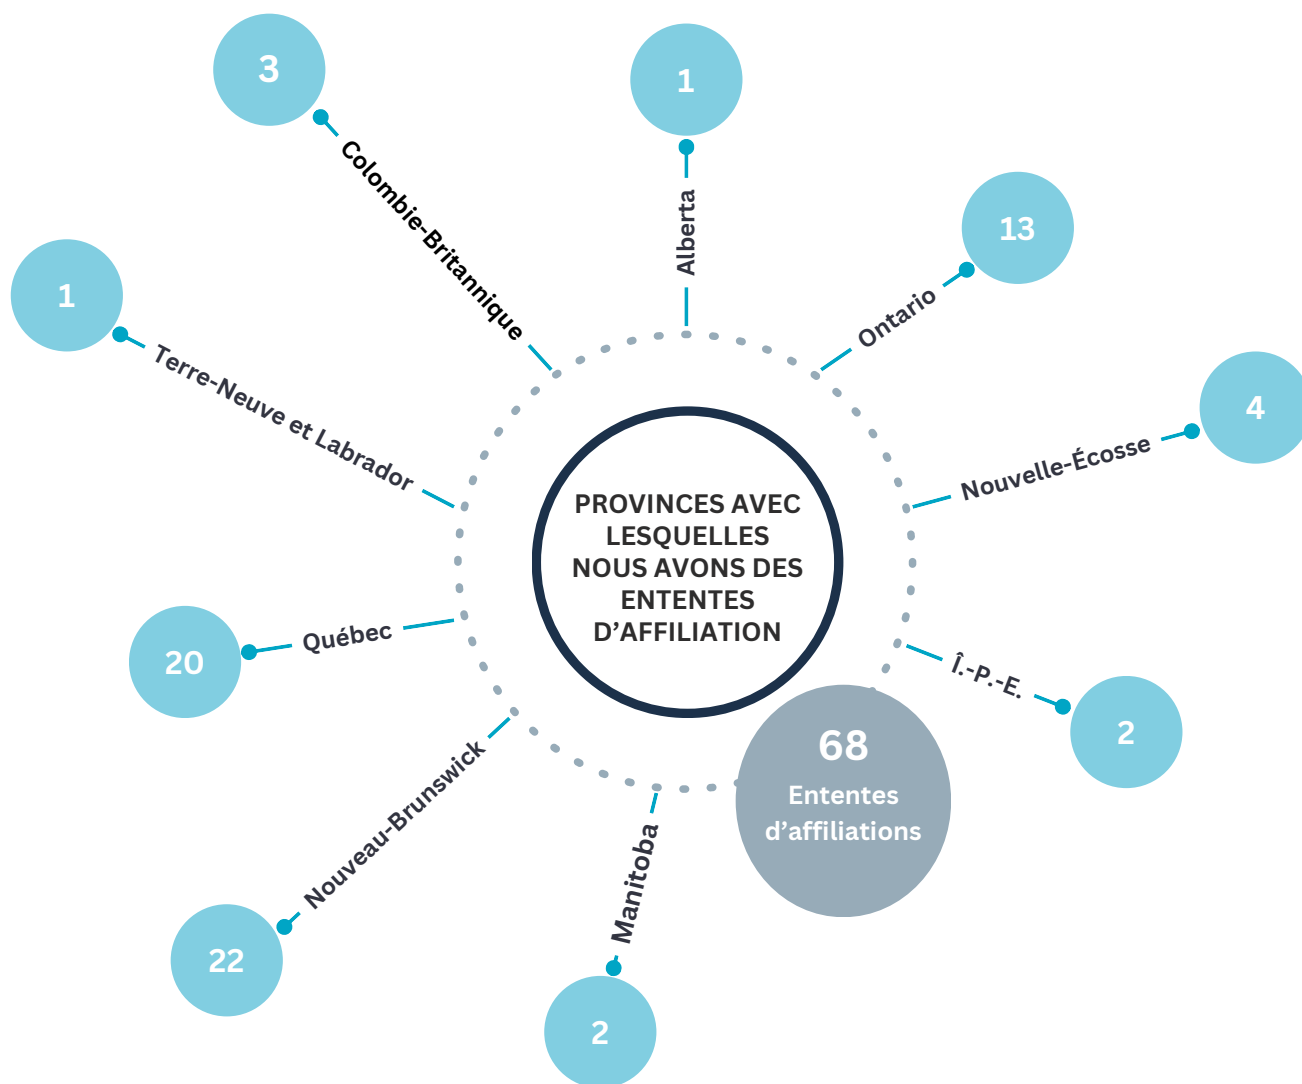 3
Colombie-Britannique
1
Alberta
13
Ontario
1
Terre-Neuve et Labrador
4
Nouvelle-Écosse
PROVINCES AVEC
LESQUELLES
NOUS AVONS DES
ENTENTES
D’AFFILIATION
20
Québec
Î.-P.-E.
2
68
Ententes
d’affiliations
Nouveau-Brunswick
22
Manitoba
2